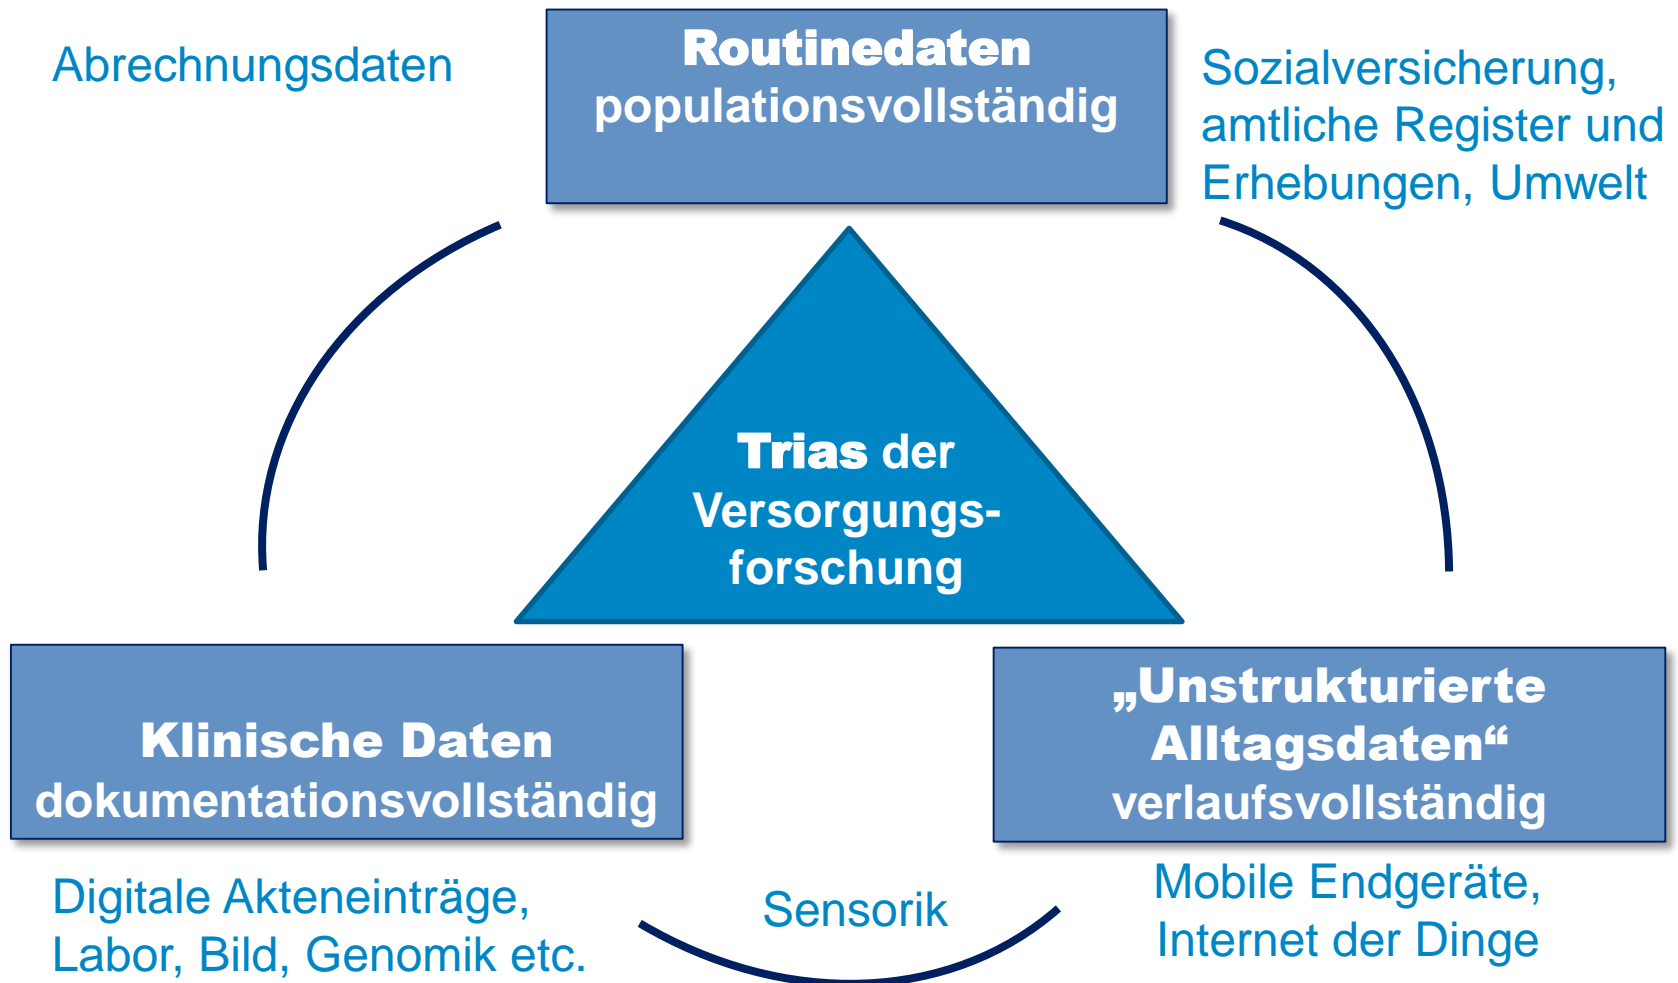 Abrechnungsdaten
Routinedaten
populationsvollständig
Sozialversicherung,
amtliche Register und
Erhebungen, Umwelt
Trias der
Versorgungs-
forschung
Klinische Daten
dokumentationsvollständig
„Unstrukturierte
Alltagsdaten“
verlaufsvollständig
Digitale Akteneinträge,
Labor, Bild, Genomik etc.
Sensorik
Mobile Endgeräte,
Internet der Dinge